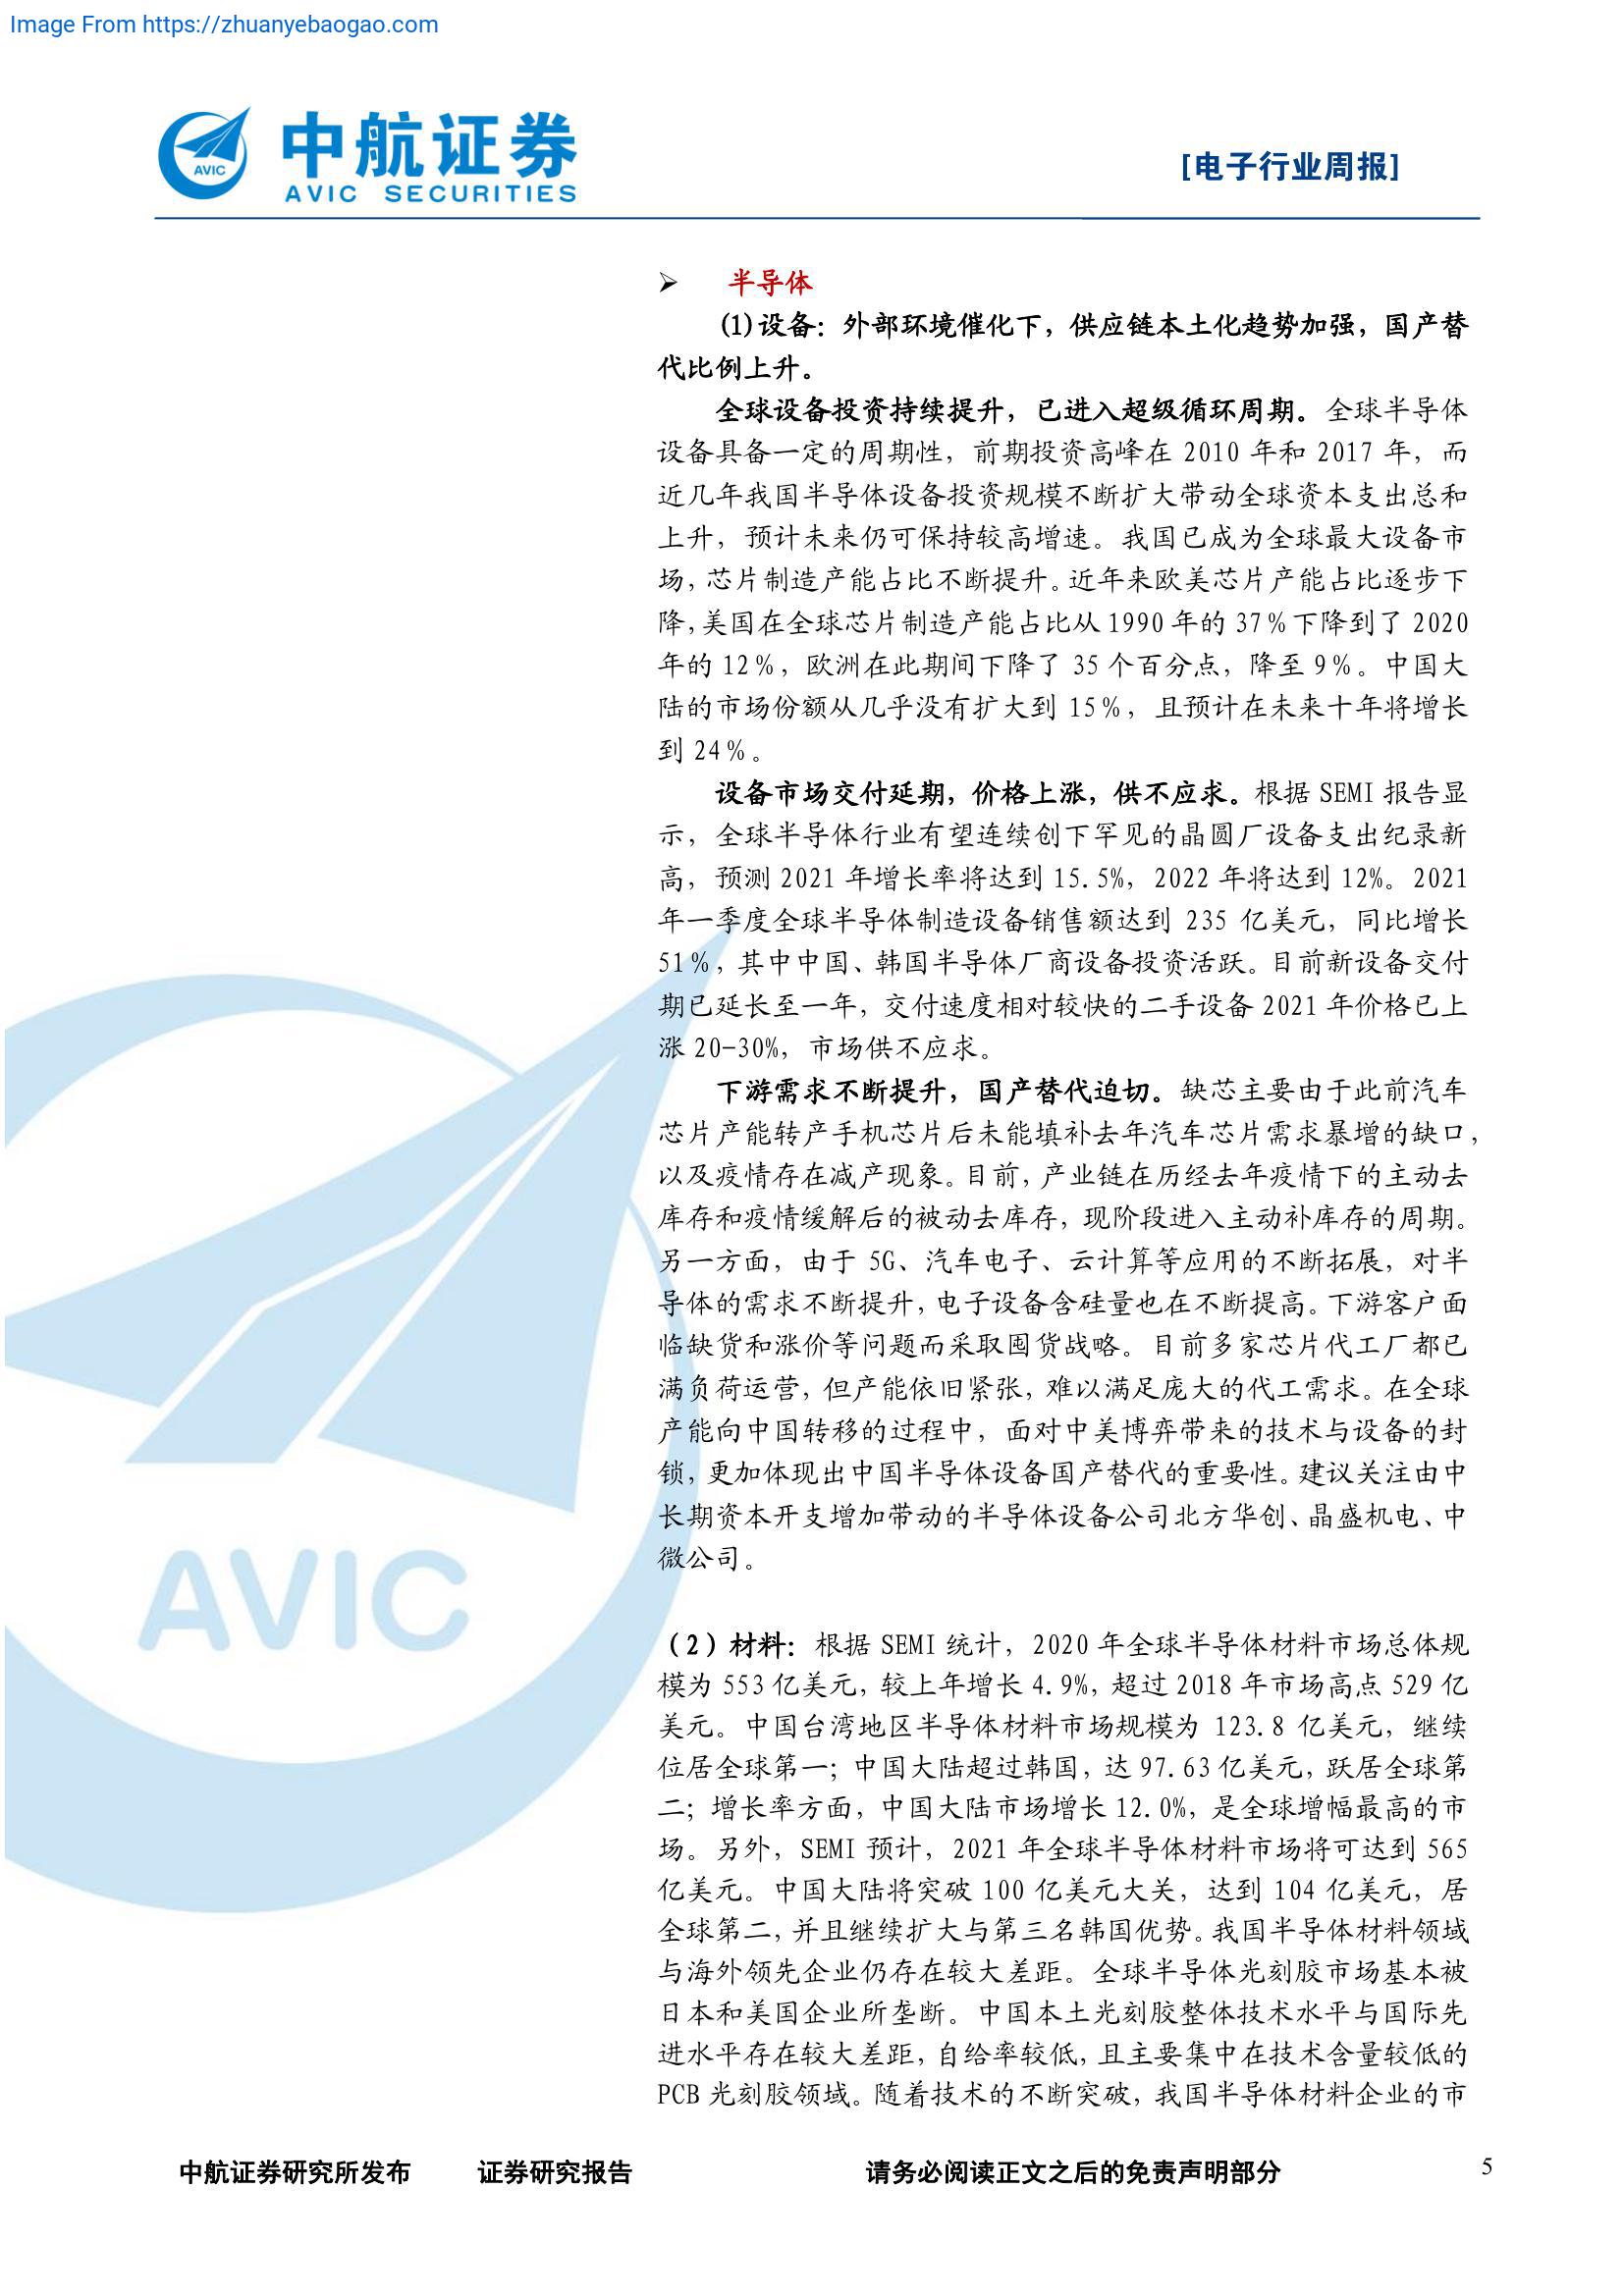 Image From https://zhuanyebaogao.com
AVIC
中航证券
AVIC SECURITIES
[电子行业周报]
➢ 半导体
(1)设备：外部环境催化下，供应链本土化趋势加强，国产替
代比例上升。
全球设备投资持续提升，已进入超级循环周期。全球半导体
设备具备一定的周期性，前期投资高峰在 2010 年和 2017 年，而
近几年我国半导体设备投资规模不断扩大带动全球资本支出总和
上升，预计未来仍可保持较高增速。我国已成为全球最大设备市
场，芯片制造产能占比不断提升。近年来欧美芯片产能占比逐步下
降，美国在全球芯片制造产能占比从 1990 年的 37%下降到了 2020
年的 12%，欧洲在此期间下降了 35 个百分点，降至 9%。中国大
陆的市场份额从几乎没有扩大到 15%，且预计在未来十年将增长
到 24%。
设备市场交付延期，价格上涨，供不应求。根据 SEMI 报告显
示，全球半导体行业有望连续创下罕见的晶圆厂设备支出纪录新
高，预测 2021 年增长率将达到 15.5%，2022 年将达到 12%。2021
年一季度全球半导体制造设备销售额达到 235 亿美元，同比增长
51%，其中中国、韩国半导体厂商设备投资活跃。目前新设备交付
期已延长至一年，交付速度相对较快的二手设备 2021 年价格已上
涨 20-30%，市场供不应求。
下游需求不断提升，国产替代迫切。缺芯主要由于此前汽车
芯片产能转产手机芯片后未能填补去年汽车芯片需求暴增的缺口，
以及疫情存在减产现象。目前，产业链在历经去年疫情下的主动去
库存和疫情缓解后的被动去库存，现阶段进入主动补库存的周期。
另一方面，由于 5G、汽车电子、云计算等应用的不断拓展，对半
导体的需求不断提升，电子设备含硅量也在不断提高。下游客户面
临缺货和涨价等问题而采取囤货战略。目前多家芯片代工厂都已
满负荷运营，但产能依旧紧张，难以满足庞大的代工需求。在全球
产能向中国转移的过程中，面对中美博弈带来的技术与设备的封
锁，更加体现出中国半导体设备国产替代的重要性。建议关注由中
长期资本开支增加带动的半导体设备公司北方华创、晶盛机电、中
微公司。
AVIC
（2）材料：根据 SEMI 统计，2020 年全球半导体材料市场总体规
模为 553 亿美元，较上年增长 4.9%，超过 2018 年市场高点 529 亿
美元。中国台湾地区半导体材料市场规模为 123.8 亿美元，继续
位居全球第一；中国大陆超过韩国，达 97.63 亿美元，跃居全球第
二；增长率方面，中国大陆市场增长 12.0%，是全球增幅最高的市
场。另外，SEMI 预计，2021 年全球半导体材料市场将可达到 565
亿美元。中国大陆将突破 100 亿美元大关，达到 104 亿美元，居
全球第二，并且继续扩大与第三名韩国优势。我国半导体材料领域
与海外领先企业仍存在较大差距。全球半导体光刻胶市场基本被
日本和美国企业所垄断。中国本土光刻胶整体技术水平与国际先
进水平存在较大差距，自给率较低，且主要集中在技术含量较低的
PCB 光刻胶领域。随着技术的不断突破，我国半导体材料企业的市
中航证券研究所发布 证券研究报告 请务必阅读正文之后的免责声明部分 5